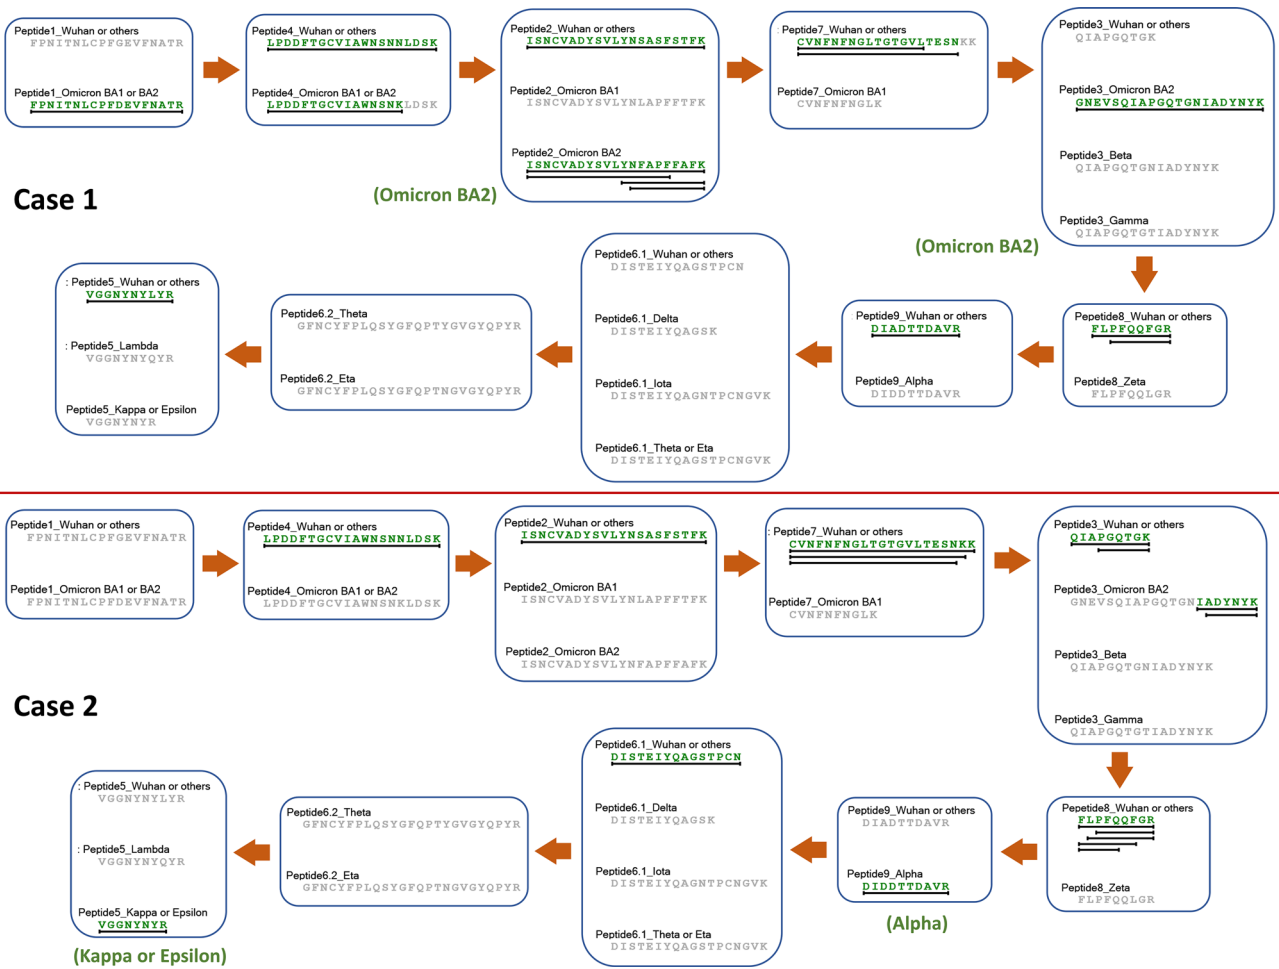 Peptide1_Wuhan or others
FPNITNLCPFGEVFNATR
Peptide1_Omicron BA1 or BA2
FPNITNLCPFDEVFNATR
Peptide4_Wuhan or others
LPDDFTGCVIAWNSNNLDSK
Peptide4_Omicron BA1 or BA2
LPDDFTGCVIAWNSNKLDSK
Peptide2_Wuhan or others
ISNCVADYSVLYNSASFSTFK
Peptide2_Omicron BA1
ISNCVADYSVLYNLAPFFTFK
Peptide2_Omicron BA2
ISNCVADYSVLYNFAPFFAFK
: Peptide7_Wuhan or others
CVNFNFNGLTGTGVLTESNKK
Peptide7_Omicron BA1
CVNFNFNGLK
Peptide3_Wuhan or others
QIAPGQTGK
Peptide3_Omicron BA2
GNEVSQIAPGQTGNIADYNYK
Peptide3_Beta
QIAPGQTGNIADYNYK
Peptide3_Gamma
QIAPGQTGTIADYNYK
Case 1
(Omicron BA2)
(Omicron BA2)
: Peptide5_Wuhan or others
VGGNYNYLYR
: Peptide5_Lambda
VGGNYNYQYR
Peptide5_Kappa or Epsilon
VGGNYNYR
Peptide6.2_Theta
GFNCYFPLQSYGFQPTYGVGYQPYR
Peptide6.2_Eta
GFNCYFPLQSYGFQPTNGVGYQPYR
Peptide6.1_Wuhan or others
DISTEIYQAGSTPCN
Peptide6.1_Delta
DISTEIYQAGSK
Peptide6.1_Iota
DISTEIYQAGNTPCNGVK
Peptide6.1_Theta or Eta
DISTEIYQAGSTPCNGVK
Peptide9_Wuhan or others
DIADTTDAVR
Peptide9_Alpha
DIDDTTDAVR
Pepetide8_Wuhan or others
FLPFQQFGR
Peptide8_Zeta
FLPFQQLGR
Peptide1_Wuhan or others
FPNITNLCPFGEVFNATR
Peptide1_Omicron BA1 or BA2
FPNITNLCPFDEVFNATR
Peptide4_Wuhan or others
LPDDFTGCVIAWNSNNLDSK
Peptide4_Omicron BA1 or BA2
LPDDFTGCVIAWNSNKLDSK
Peptide2_Wuhan or others
ISNCVADYSVLYNSASFSTFK
Peptide2_Omicron BA1
ISNCVADYSVLYNLAPFFTFK
Peptide2_Omicron BA2
ISNCVADYSVLYNFAPFFAFK
: Peptide7_Wuhan or others
CVNFNFNGLTGTGVLTESNKK
Peptide7_Omicron BA1
CVNFNFNGLK
Peptide3_Wuhan or others
QIAPGQTGK
Peptide3_Omicron BA2
GNEVSQIAPGQTGNIADYNYK
Peptide3_Beta
QIAPGQTGNIADYNYK
Peptide3_Gamma
QIAPGQTGTIADYNYK
Case 2
: Peptide5_Wuhan or others
VGGNYNYLYR
: Peptide5_Lambda
VGGNYNYQYR
Peptide5_Kappa or Epsilon
VGGNYNYR
(Kappa or Epsilon)
Peptide6.2_Theta
GFNCYFPLQSYGFQPTYGVGYQPYR
Peptide6.2_Eta
GFNCYFPLQSYGFQPTNGVGYQPYR
Peptide6.1_Wuhan or others
DISTEIYQAGSTPCN
Peptide6.1_Delta
DISTEIYQAGSK
Peptide6.1_Iota
DISTEIYQAGNTPCNGVK
Peptide6.1_Theta or Eta
DISTEIYQAGSTPCNGVK
Peptide9_Wuhan or others
DIADTTDAVR
Peptide9_Alpha
DIDDTTDAVR
(Alpha)
Pepetide8_Wuhan or others
FLPFQQFGR
Peptide8_Zeta
FLPFQQLGR